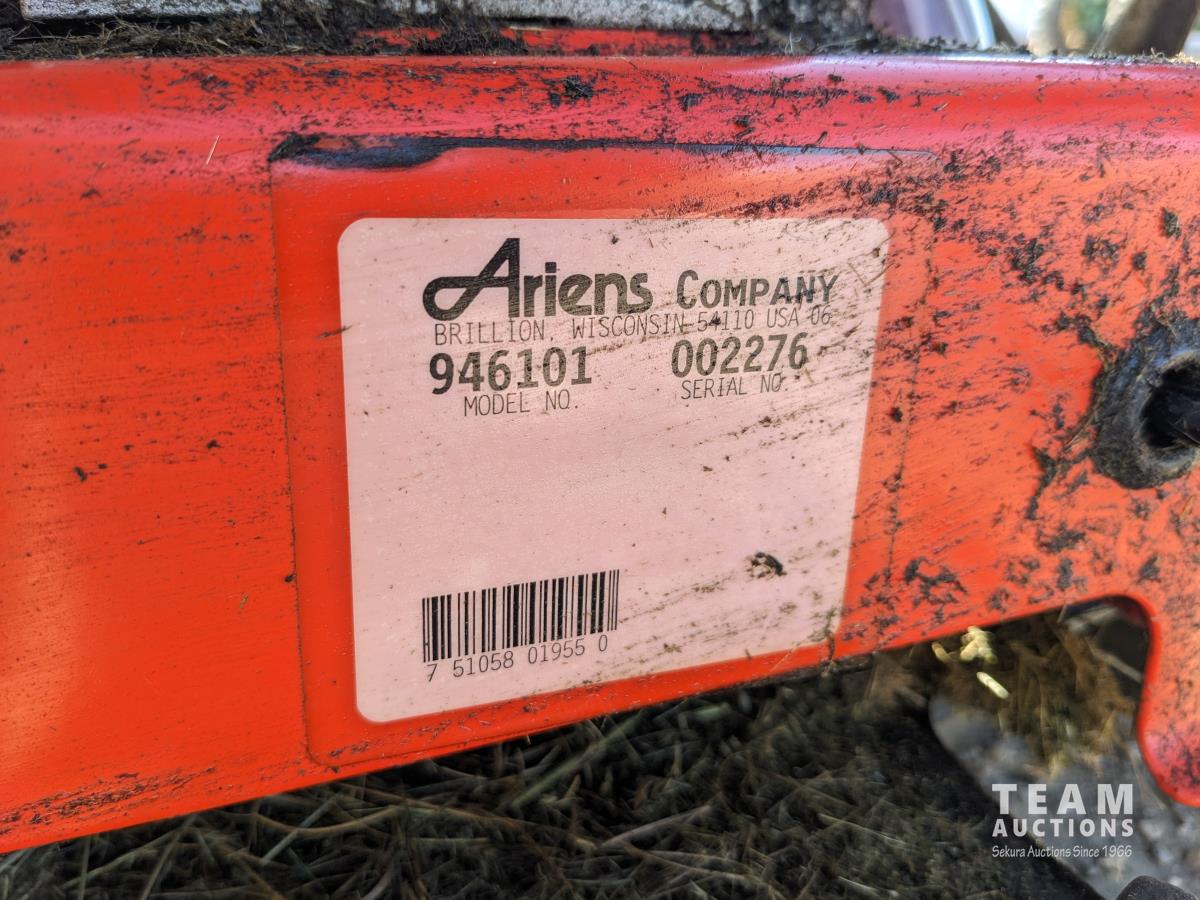 Ariens COMPANY
BRILLION, WISCONSIN 54110 USA 06
946101 002276
MODEL NO. SERIAL NO.
7 51058 01955 0
TEAM
AUCTIONS
Sekura Auctions Since 1966